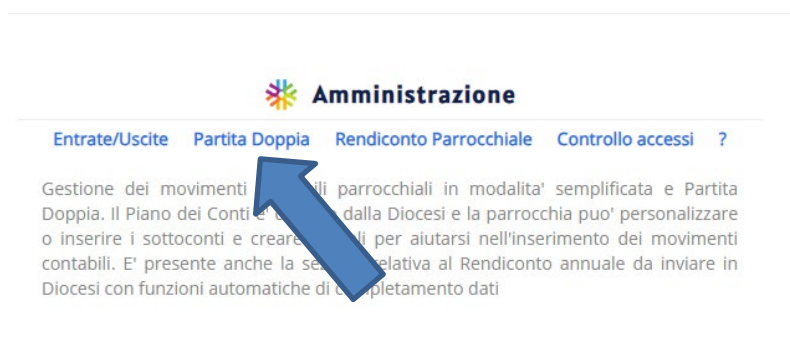 Amministrazione
Entrate/Uscite Partita Doppia Rendiconto Parrocchiale Controllo accessi ?
Gestione dei movimenti parrocchiali in modalita' semplificata e Partita
Doppia. Il Piano dei Conti e' dalla Diocesi e la parrocchia puo' personalizzare
o inserire i sottoconti e creare per aiutarsi nell'inserimento dei movimenti
contabili. E' presente anche la relativa al Rendiconto annuale da inviare in
Diocesi con funzioni automatiche di completamento dati